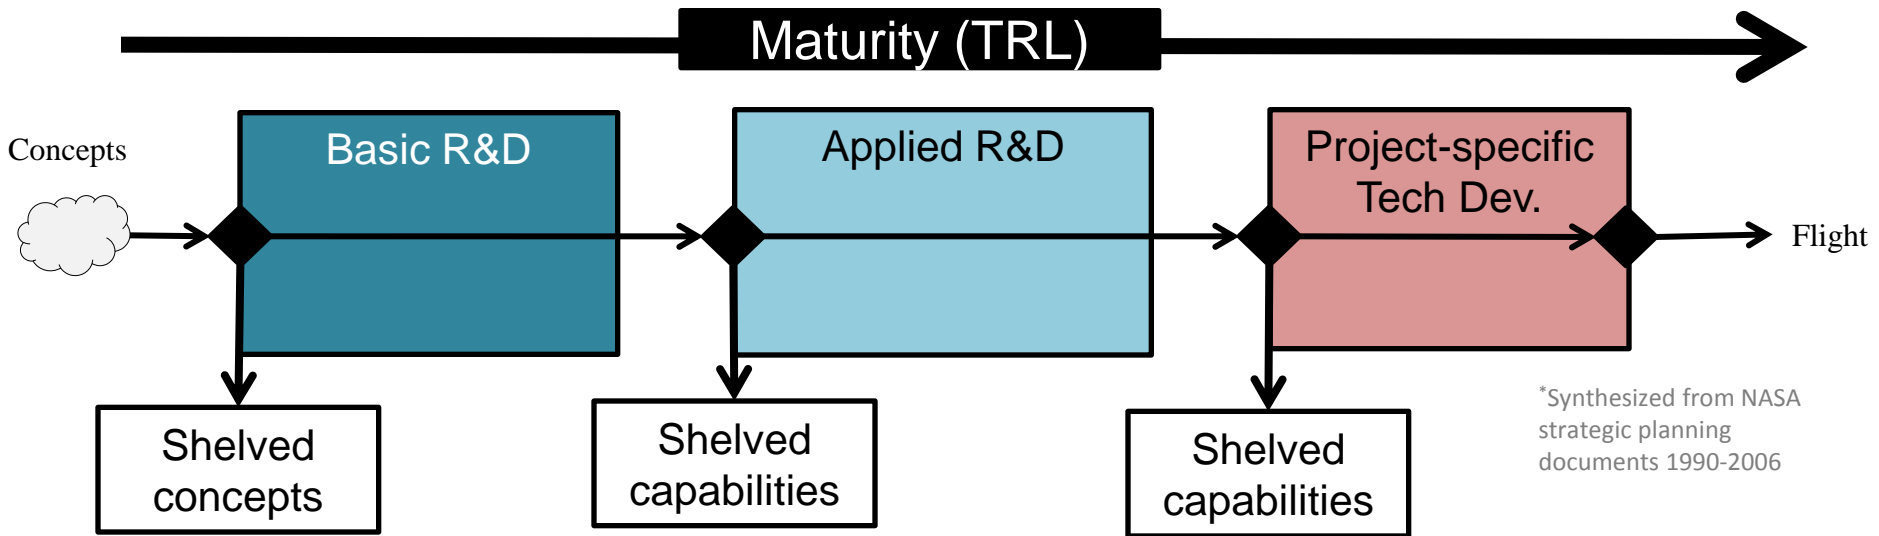 Maturity (TRL)
Concepts
Basic R&D
Applied R&D
Project-specific
Tech Dev.
Flight
Shelved
concepts
Shelved
capabilities
Shelved
capabilities
*Synthesized from NASA
strategic planning
documents 1990-2006